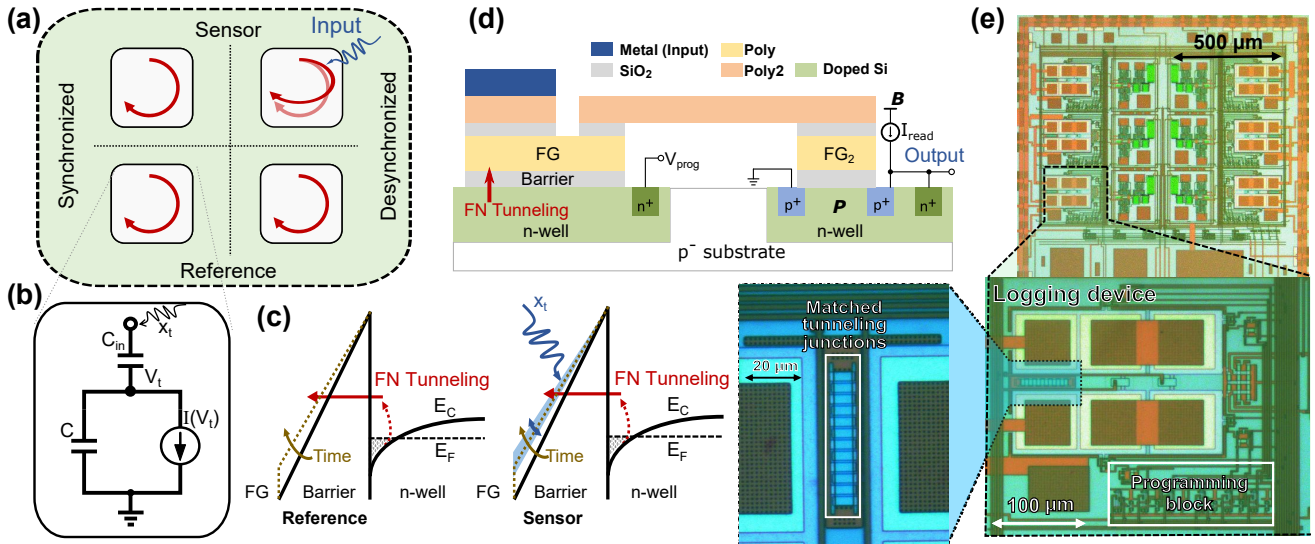 (a)
Sensor
Input
Synchronized
Desynchronized
Reference
(b)
x_t
C_in
V_t
C
I(V_t)
(c)
FN Tunneling
E_C
E_F
Time
FG
Barrier
n-well
Reference
x_t
FN Tunneling
E_C
E_F
Time
FG
Barrier
n-well
Sensor
(d)
Metal (Input)
Poly
SiO₂
Poly2
Doped Si
B
I_read
Output
FG
FG₂
V_prog
Barrier
FN Tunneling
n⁺
p⁺
P
p⁺
n⁺
n-well
n-well
p⁻ substrate
Matched
tunneling
junctions
20 μm
(e)
500 μm
Logging device
Programming
block
100 μm